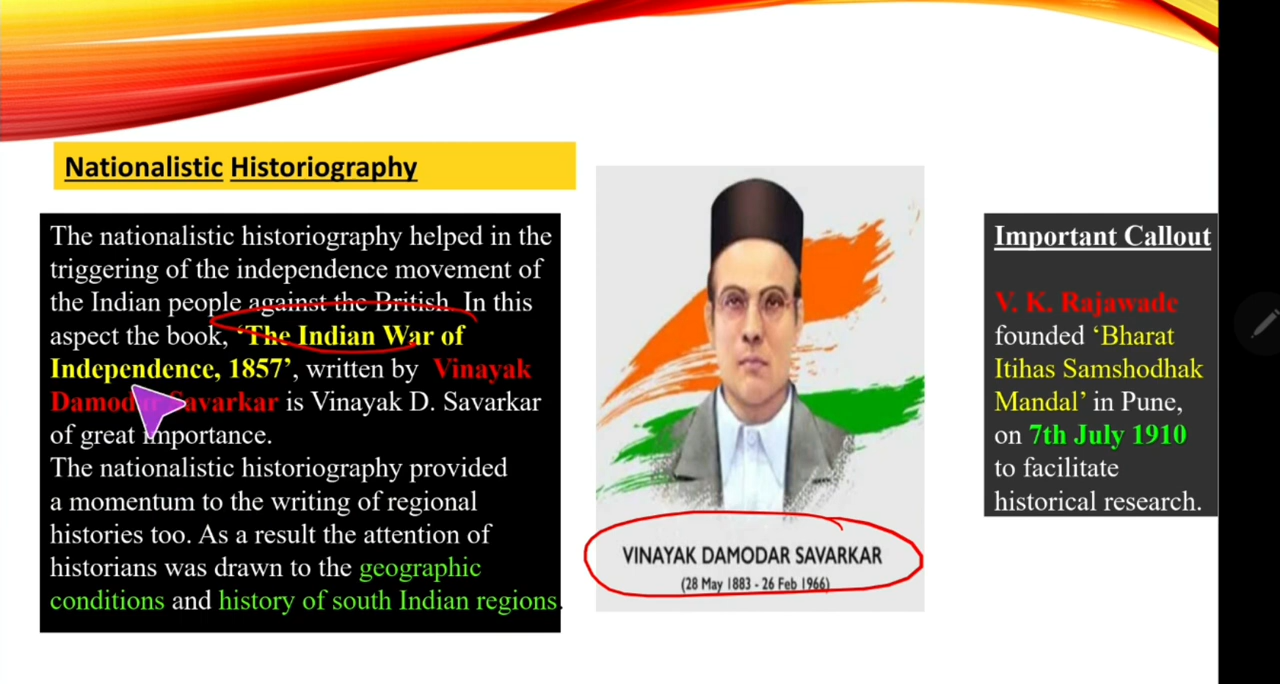 Nationalistic Historiography
The nationalistic historiography helped in the
triggering of the independence movement of
the Indian people against the British. In this
aspect the book, ‘The Indian War of
Independence, 1857’, written by Vinayak
Damodar Savarkar is Vinayak D. Savarkar
of great importance.
The nationalistic historiography provided
a momentum to the writing of regional
histories too. As a result the attention of
historians was drawn to the geographic
conditions and history of south Indian regions.
VINAYAK DAMODAR SAVARKAR
(28 May 1883 - 26 Feb 1966)
Important Callout
V. K. Rajawade
founded ‘Bharat
Itihas Samshodhak
Mandal’ in Pune,
on 7th July 1910
to facilitate
historical research.